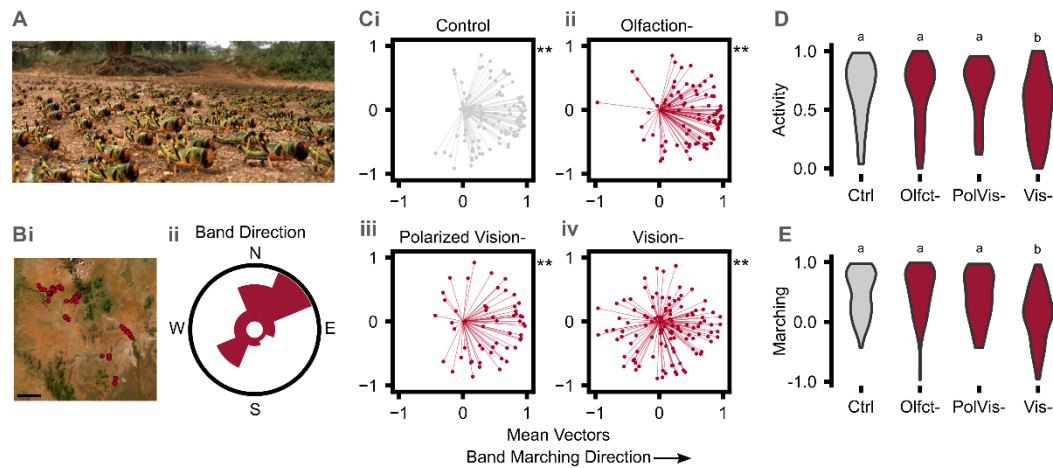 A
Bi
ii
Band Direction
N
W
E
S
Ci
Control
**
1
0
−1
−1
0
1
ii
Olfaction-
**
1
0
−1
−1
0
1
iii
Polarized Vision-
**
1
0
−1
−1
0
1
iv
Vision-
**
1
0
−1
−1
0
1
Mean Vectors
Band Marching Direction
D
a a a b
Activity
1.0
0.5
0.0
Ctrl Olfct- PolVis- Vis-
E
a a a b
Marching
1.0
0.0
-1.0
Ctrl Olfct- PolVis- Vis-